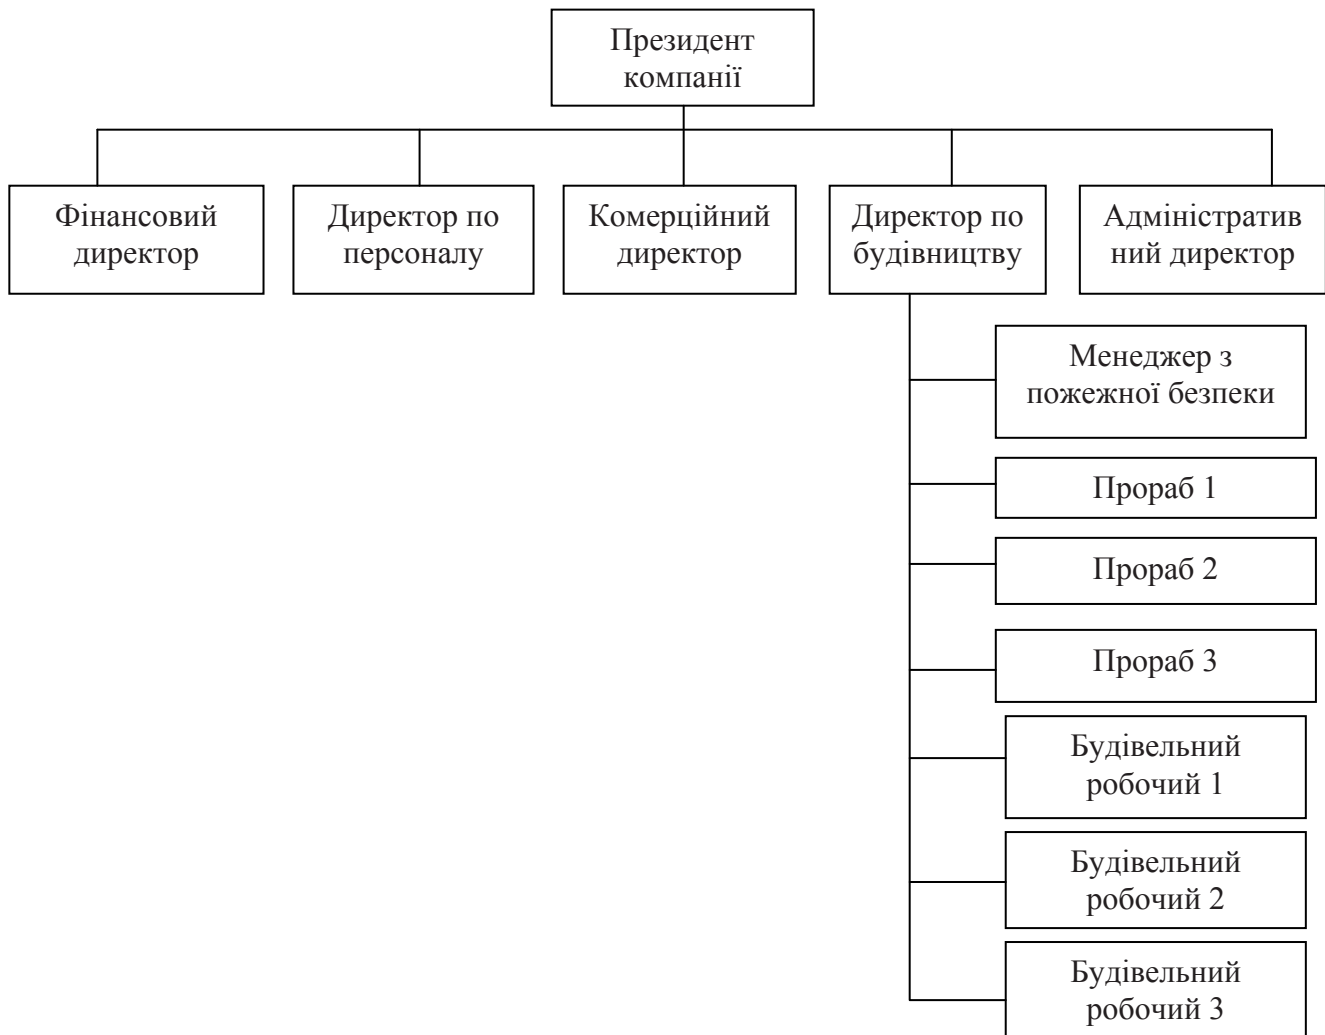 Президент
компанії
Фінансовий
директор
Директор по
персоналу
Комерційний
директор
Директор по
будівництву
Адміністратив
ний директор
Менеджер з
пожежної безпеки
Прораб 1
Прораб 2
Прораб 3
Будівельний
робочий 1
Будівельний
робочий 2
Будівельний
робочий 3